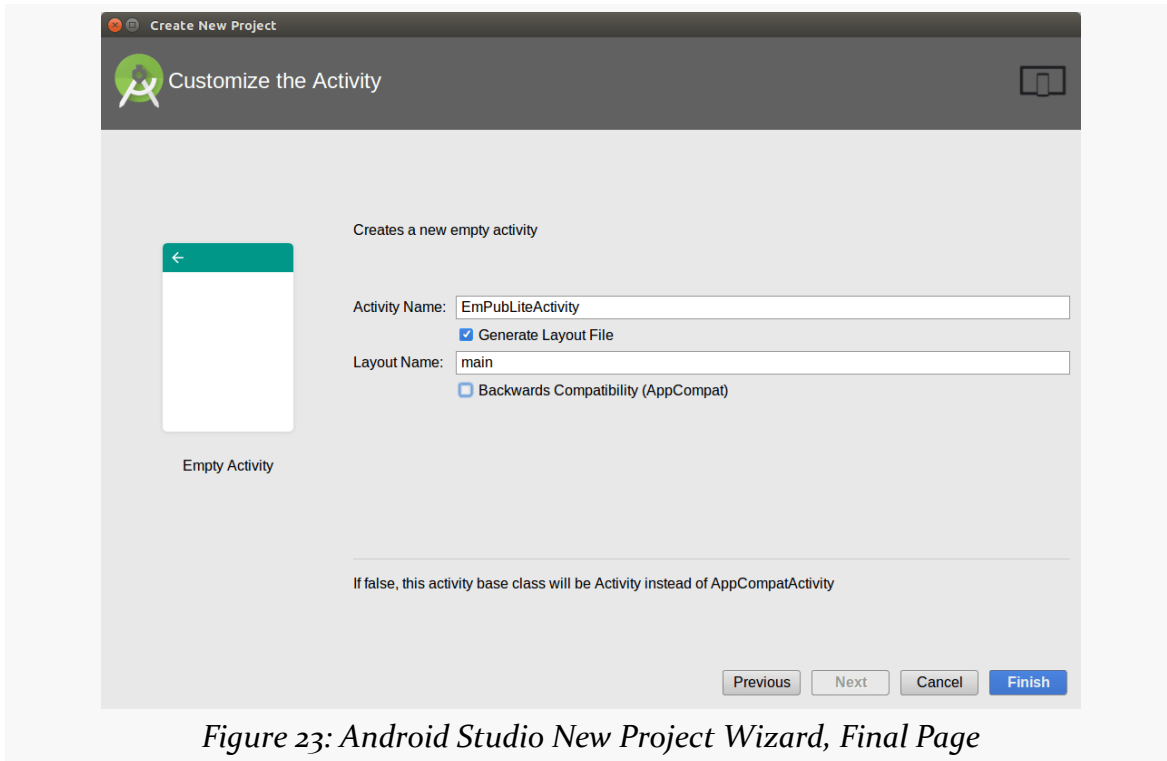 Create New Project
Customize the Activity
Creates a new empty activity
Activity Name: EmPubLiteActivity
Generate Layout File
Layout Name: main
Backwards Compatibility (AppCompat)
Empty Activity
If false, this activity base class will be Activity instead of AppCompatActivity
Previous Next Cancel Finish
Figure 23: Android Studio New Project Wizard, Final Page